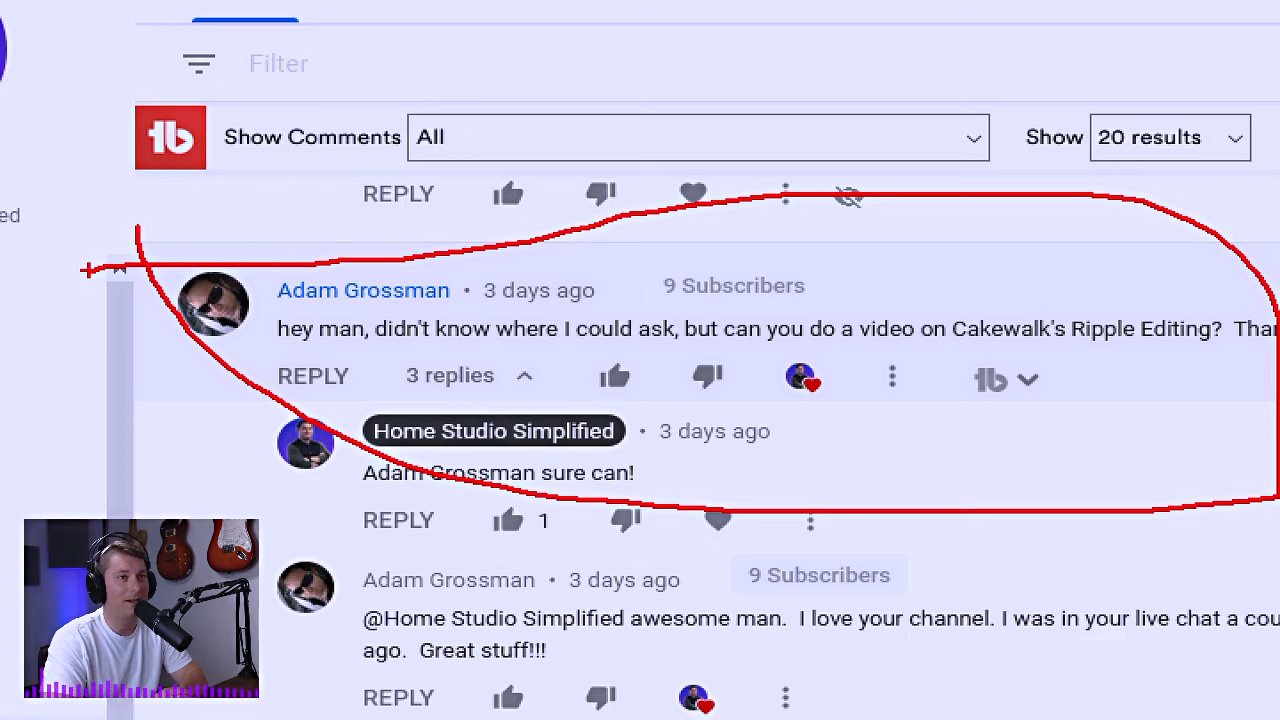 Filter
Show Comments All Show 20 results
REPLY
ed
Adam Grossman • 3 days ago 9 Subscribers
hey man, didn't know where I could ask, but can you do a video on Cakewalk's Ripple Editing? Than
REPLY 3 replies
Home Studio Simplified • 3 days ago
Adam Grossman sure can!
REPLY 1
Adam Grossman • 3 days ago 9 Subscribers
@Home Studio Simplified awesome man. I love your channel. I was in your live chat a cou
ago. Great stuff!!!
REPLY